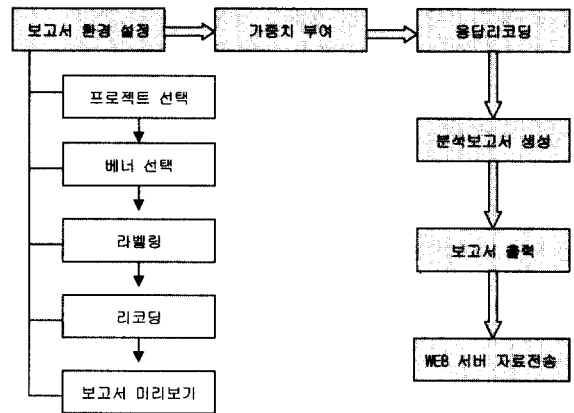 보고서 환경 설정
가중치 부여
응답리코딩
프로젝트 선택
베너 선택
라벨링
리코딩
보고서 미리보기
분석보고서 생성
보고서 출력
WEB 서버 자료전송